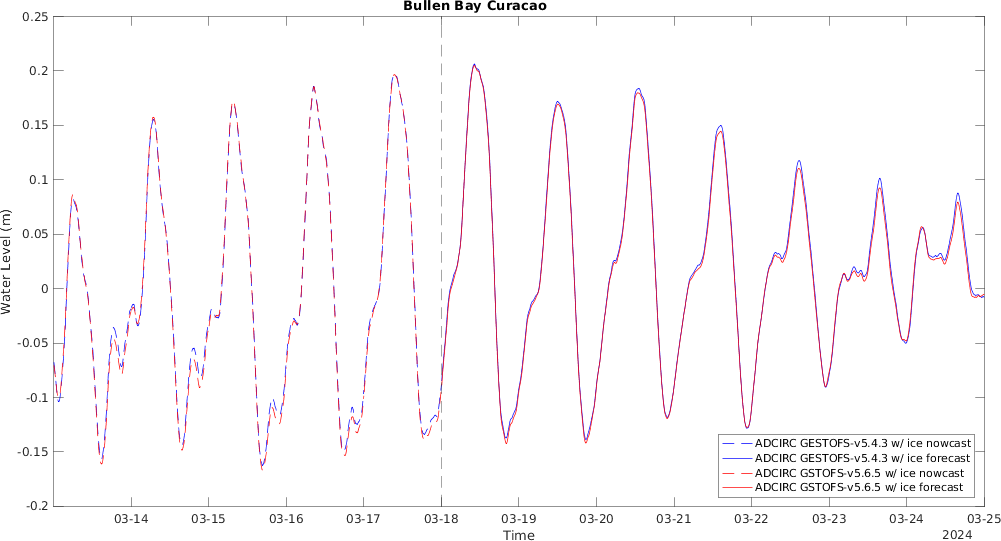 Bullen Bay Curacao
0.25
0.2
0.15
0.1
0.05
0
-0.05
-0.1
-0.15
-0.2
Water Level (m)
ADCIRC GESTOFS-v5.4.3 w/ ice nowcast
ADCIRC GESTOFS-v5.4.3 w/ ice forecast
ADCIRC GSTOFS-v5.6.5 w/ ice nowcast
ADCIRC GSTOFS-v5.6.5 w/ ice forecast
03-14 03-15 03-16 03-17 03-18 03-19 03-20 03-21 03-22 03-23 03-24 03-25
Time
2024